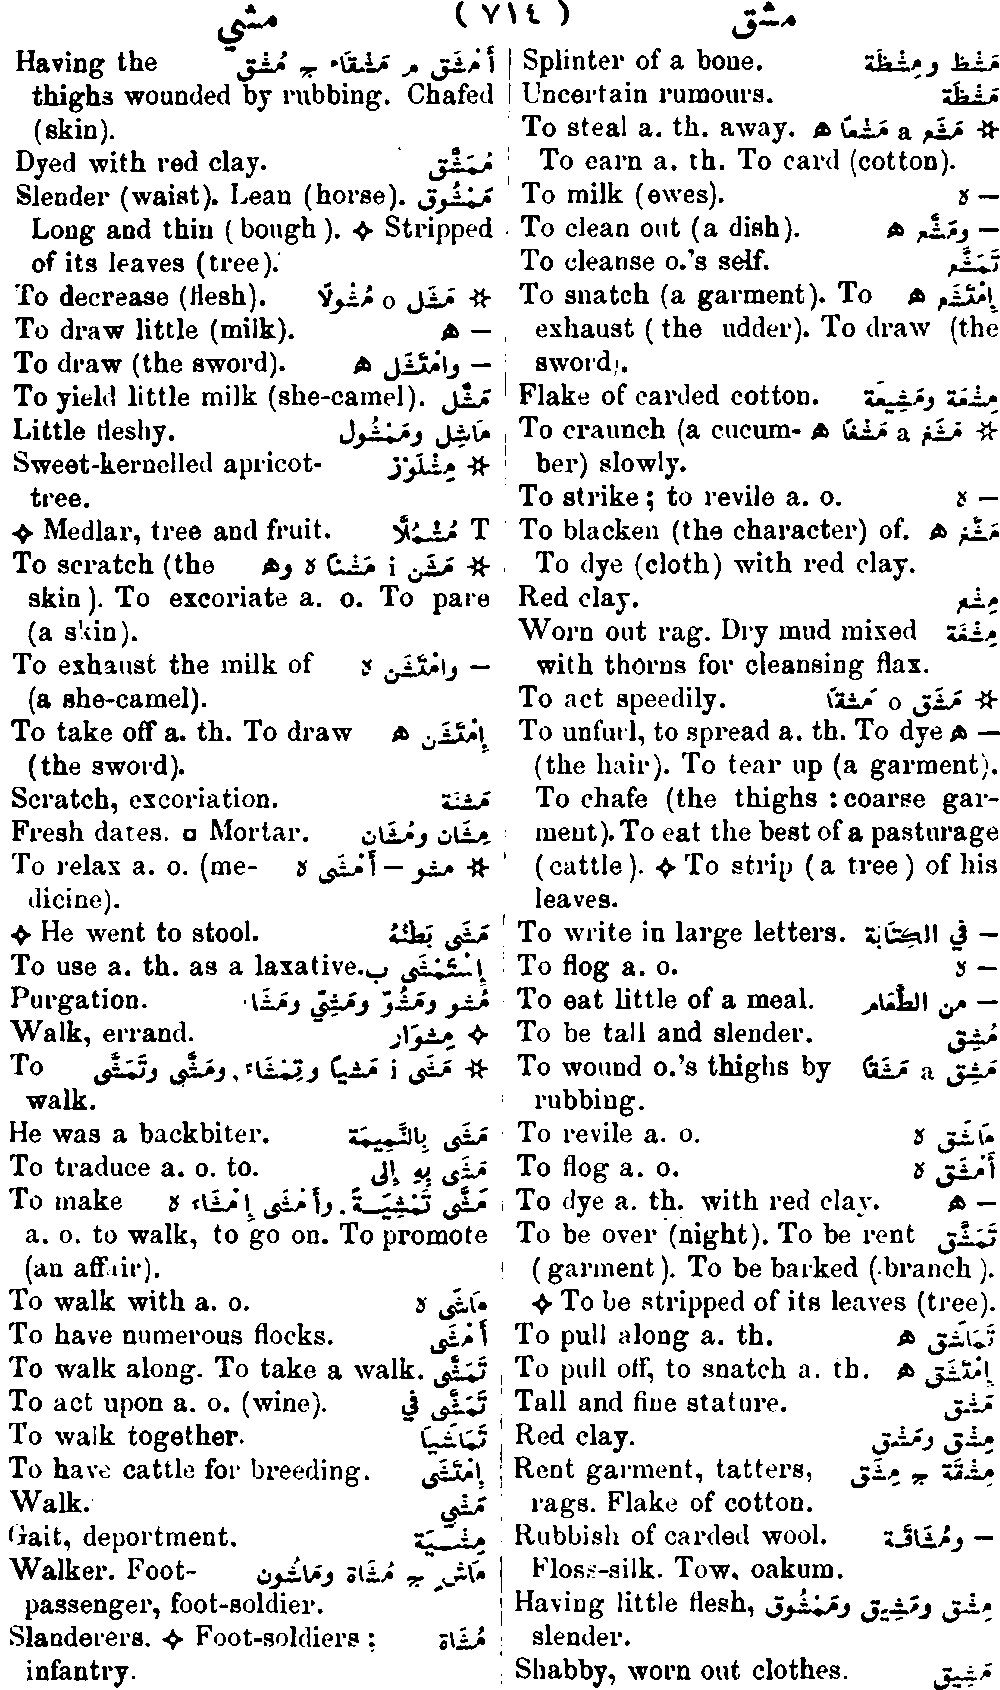 مشق ( ٧١٤ ) مشي
Splinter of a bone. مَشْظ ومِشْظَة
Uncertain rumours. مَشْظَة
To steal a. th. away. ✲ مَشَع a مَشْعًا ه
To earn a. th. To card (cotton).
To milk (ewes). – ه
To clean out (a dish). – ومَشَّع ه
To cleanse o.'s self. تَمَشَّع
To snatch (a garment). To إِمْتَشَع ه
exhaust ( the udder). To draw (the
sword).
Flake of carded cotton. مِشْعَة ومَشِيعَة
To craunch (a cucum- ✲ مَشَغ a مَشْغًا ه
ber) slowly.
To strike ; to revile a. o. – ه
To blacken (the character) of. مَشَّغ ه
To dye (cloth) with red clay.
Red clay. مِشْغ
Worn out rag. Dry mud mixed مِشْغَة
with thorns for cleansing flax.
To act speedily. ✲ مَشَق o مَشْقًا
To unfurl, to spread a. th. To dye – ه
(the hair). To tear up (a garment).
To chafe (the thighs : coarse gar-
ment). To eat the best of a pasturage
(cattle). ✧ To strip (a tree) of his
leaves.
To write in large letters. – في الكِتَابَة
To flog a. o. – ه
To eat little of a meal. – من الطَّعَام
To be tall and slender. مُشِق
To wound o.'s thighs by مَشِق a مَشَقًا
rubbing.
To revile a. o. مَاشَق ه
To flog a. o. أَمْشَق ه
To dye a. th. with red clay. – ه
To be over (night). To be rent تَمَشَّق
(garment). To be barked (branch ).
✧ To be stripped of its leaves (tree).
To pull along a. th. تَمَاشَق ه
To pull off, to snatch a. th. إِمْتَشَق ه
Tall and fine stature. مَشْق
Red clay. مِشْق ومَشْق
Rent garment, tatters, مِشْقَة ج مِشَق
rags. Flake of cotton.
Rubbish of carded wool. – ومُشَاقَة
Floss-silk. Tow, oakum.
Having little flesh, مِشْق ومَشِيق ومَمْشُوق
slender.
Shabby, worn out clothes. مَشِيق
Having the أَمْشَق م مَشْقَاء ج مُشْق
thighs wounded by rubbing. Chafed
(skin).
Dyed with red clay. مُمَشَّق
Slender (waist). Lean (horse). مَمْشُوق
Long and thin ( bough ). ✧ Stripped
of its leaves (tree).
To decrease (flesh). ✲ مَشَل o مُشُولًا
To draw little (milk). – ه
To draw (the sword). – وامْتَشَل ه
To yield little milk (she-camel). مَشَّل
Little fleshy. مَاشِل ومَمْشُول
Sweet-kernelled apricot- ✲ مِشْلَوْز
tree.
✧ Medlar, tree and fruit. T مُشْمُلَّا
To scratch (the ✲ مَشَن i مَشْنًا ه وه
skin ). To excoriate a. o. To pare
(a skin).
To exhaust the milk of – وامْتَشَن ه
(a she-camel).
To take off a. th. To draw إِمْتَشَن ه
(the sword).
Scratch, excoriation. مَشْنَة
Fresh dates. ▫ Mortar. مِشَان ومُشَان
To relax a. o. (me- ✲ مشو – أَمْشَى ه
dicine).
✧ He went to stool. مَشَى بَطْنُهُ
To use a. th. as a laxative. إِسْتَمْشَى ب
Purgation. مُشو ومَشُوّ ومَشِيّ ومَشَاء
Walk, errand. ✧ مِشوَار
To ✲ مَشَى i مَشيًا وتِمْشَاء, ومَشَّى وتَمَشَّى
walk.
He was a backbiter. مَشَى بِالنَّمِيمَة
To traduce a. o. to. مَشَى بِهِ إِلى
To make مَشَّى تَمْشِيَةً, وأَمْشَى إِمْشَاء ه
a. o. to walk, to go on. To promote
(an affair).
To walk with a. o. مَاشَى ه
To have numerous flocks. أَمْشَى
To walk along. To take a walk. تَمَشَّى
To act upon a. o. (wine). تَمَشَّى في
To walk together. تَمَاشَيَا
To have cattle for breeding. إِمْتَشَى
Walk. مَشْي
Gait, deportment. مِشْيَة
Walker. Foot- مَاشٍ ج مُشَاة ومَاشُون
passenger, foot-soldier.
Slanderers. ✧ Foot-soldiers ; مُشَاة
infantry.